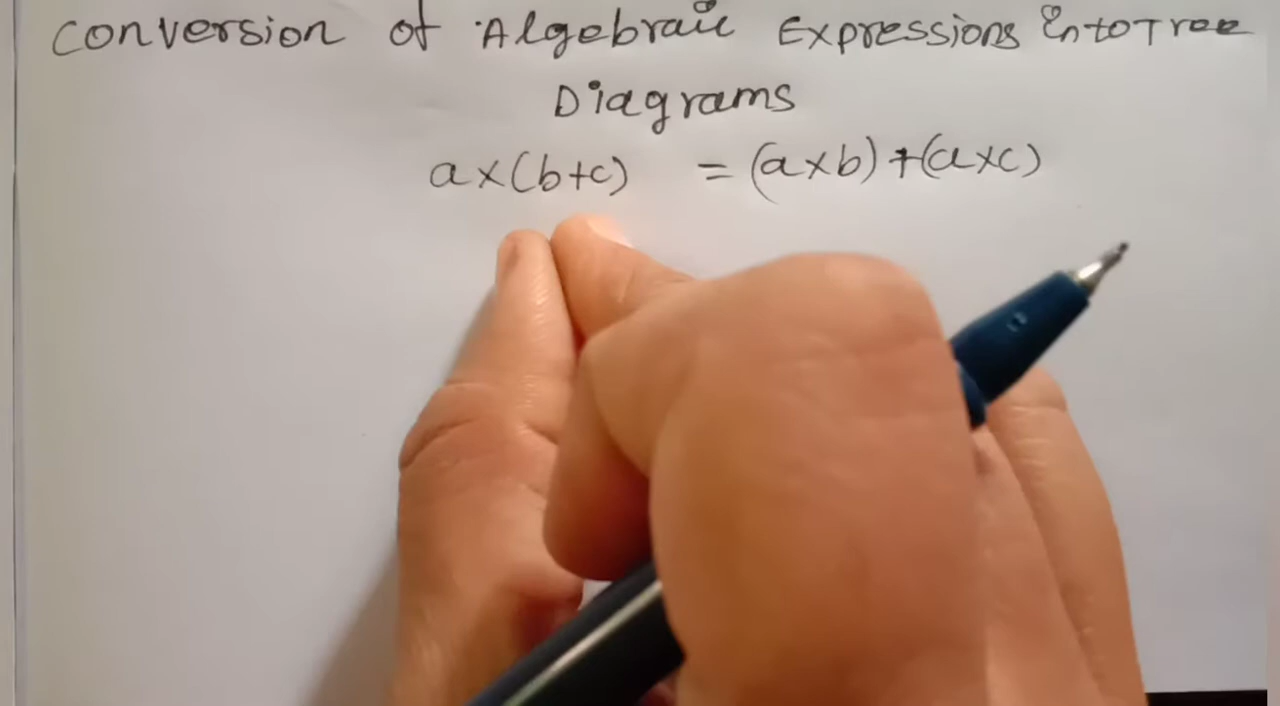 Conversion of Algebraic Expressions Into Tree
Diagrams
a×(b+c) = (a×b)+(a×c)